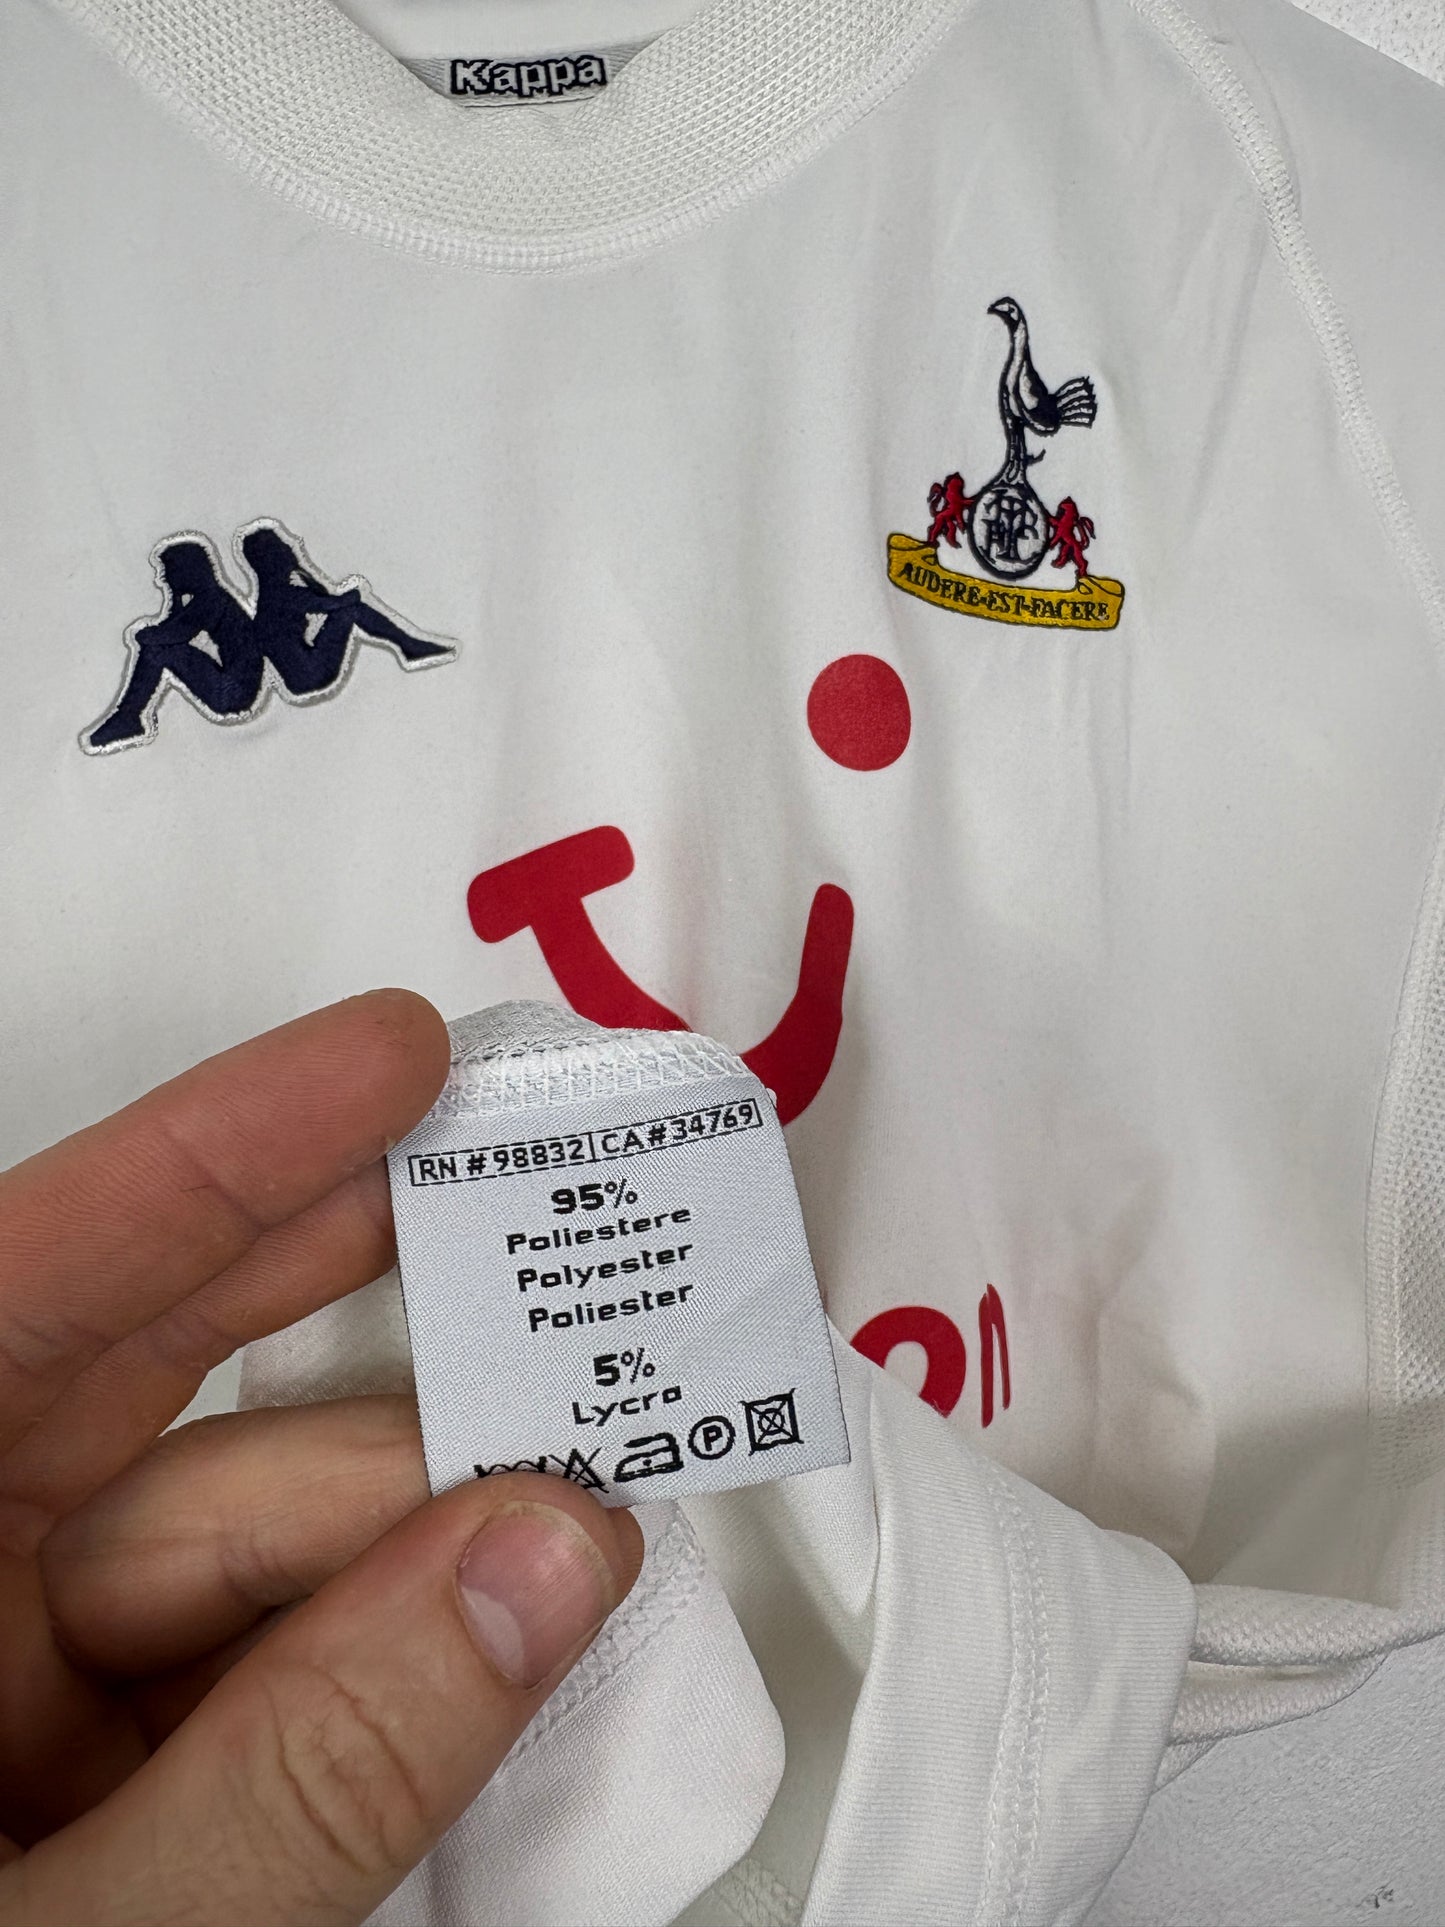 Kappa
AUDERE-EST-FACERE
RN # 98832 CA # 34769
95%
Poliestere
Polyester
Poliester
5%
Lycra
P